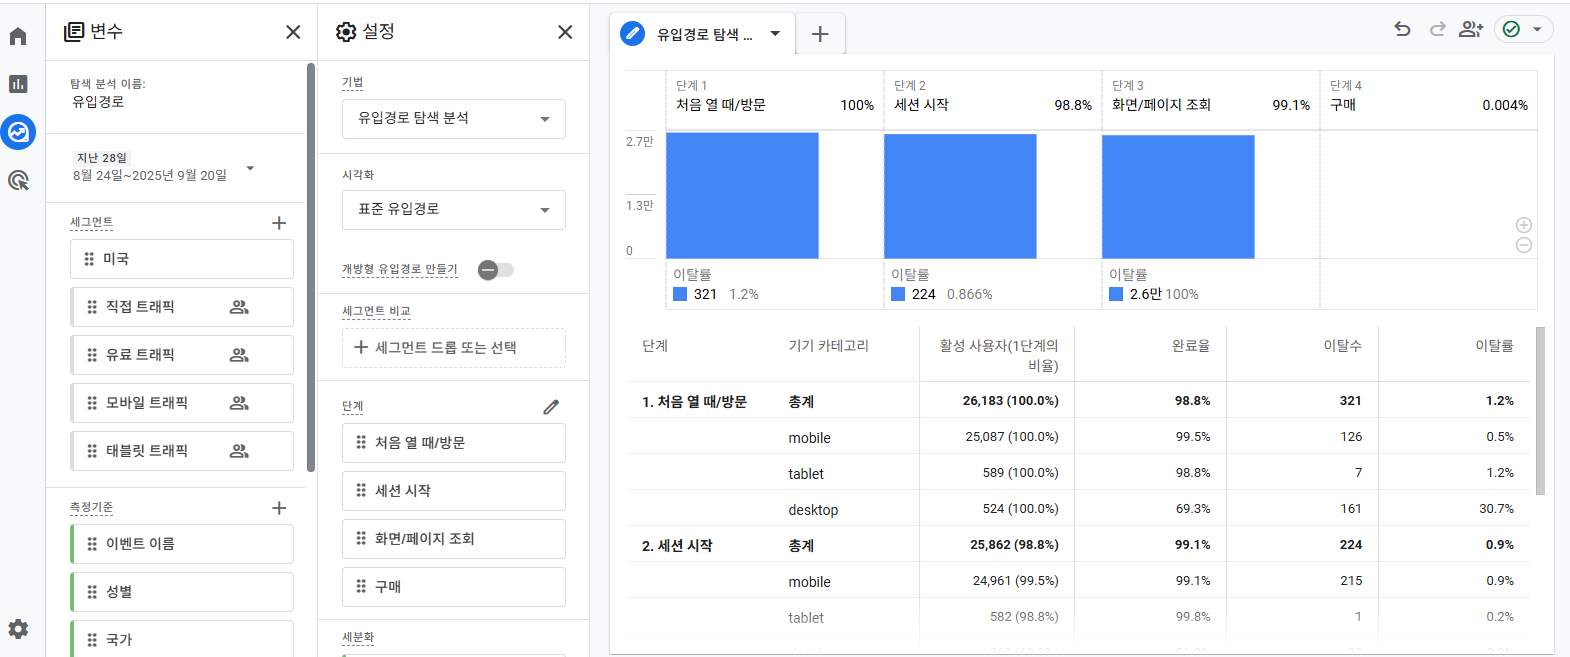 변수
탐색 분석 이름:
유입경로
지난 28일
8월 24일~2025년 9월 20일
세그먼트
미국
직접 트래픽
유료 트래픽
모바일 트래픽
태블릿 트래픽
측정기준
이벤트 이름
성별
국가
설정
기법
유입경로 탐색 분석
시각화
표준 유입경로
개방형 유입경로 만들기
세그먼트 비교
세그먼트 드롭 또는 선택
단계
처음 열 때/방문
세션 시작
화면/페이지 조회
구매
세분화
유입경로 탐색 ...
단계 1
처음 열 때/방문 100%
단계 2
세션 시작 98.8%
단계 3
화면/페이지 조회 99.1%
단계 4
구매 0.004%
2.7만
1.3만
0
이탈률
321 1.2%
이탈률
224 0.866%
이탈률
2.6만 100%
단계 기기 카테고리 활성 사용자(1단계의 비율) 완료율 이탈수 이탈률
1. 처음 열 때/방문 총계 26,183 (100.0%) 98.8% 321 1.2%
mobile 25,087 (100.0%) 99.5% 126 0.5%
tablet 589 (100.0%) 98.8% 7 1.2%
desktop 524 (100.0%) 69.3% 161 30.7%
2. 세션 시작 총계 25,862 (98.8%) 99.1% 224 0.9%
mobile 24,961 (99.5%) 99.1% 215 0.9%
tablet 582 (98.8%) 99.8% 1 0.2%